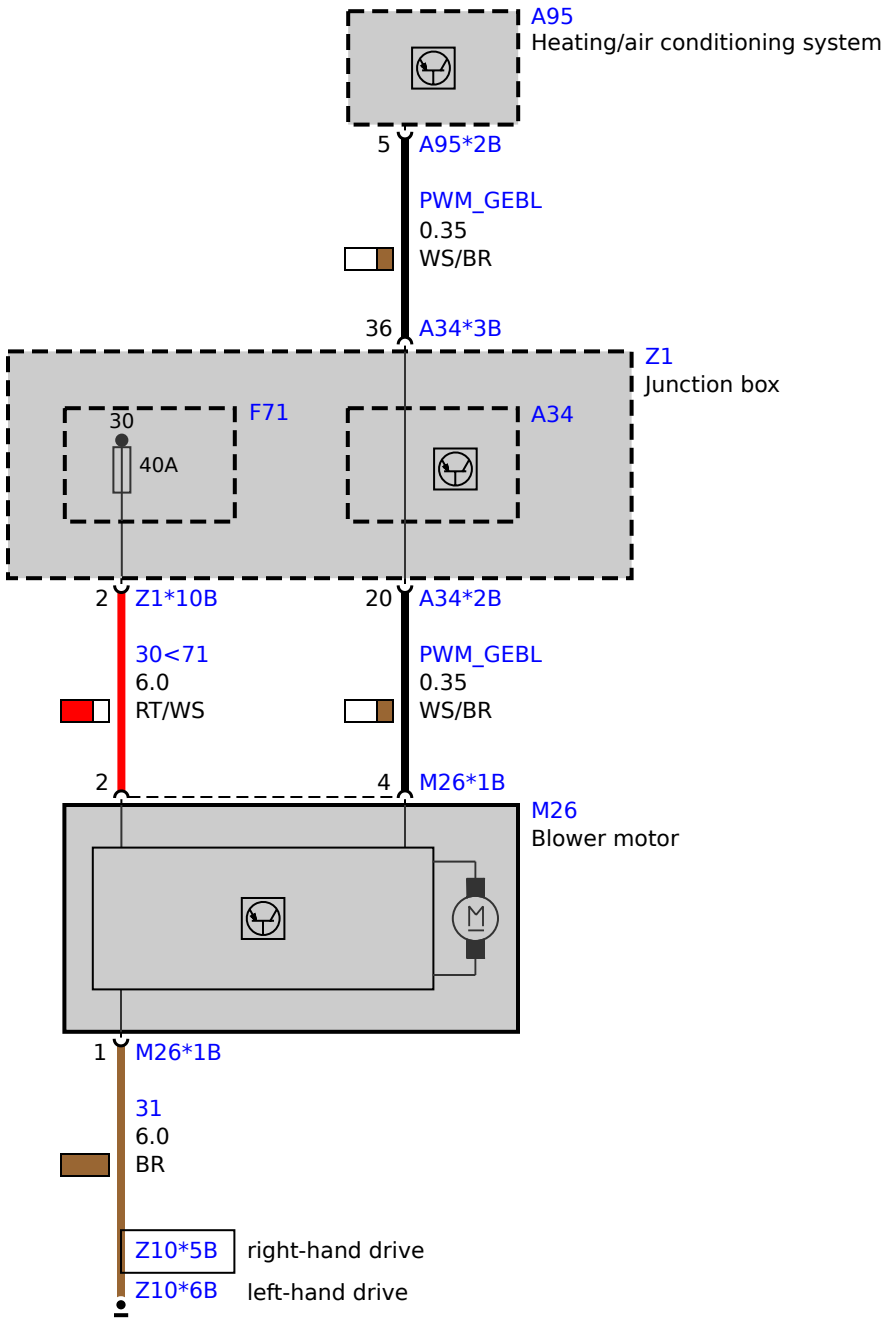 A95
Heating/air conditioning system
5 A95*2B
PWM_GEBL
0.35
WS/BR
36 A34*3B
Z1
Junction box
F71
A34
30
40A
2 Z1*10B
20 A34*2B
30<71
6.0
RT/WS
PWM_GEBL
0.35
WS/BR
2
4 M26*1B
M26
Blower motor
M
1 M26*1B
31
6.0
BR
Z10*5B right-hand drive
Z10*6B left-hand drive